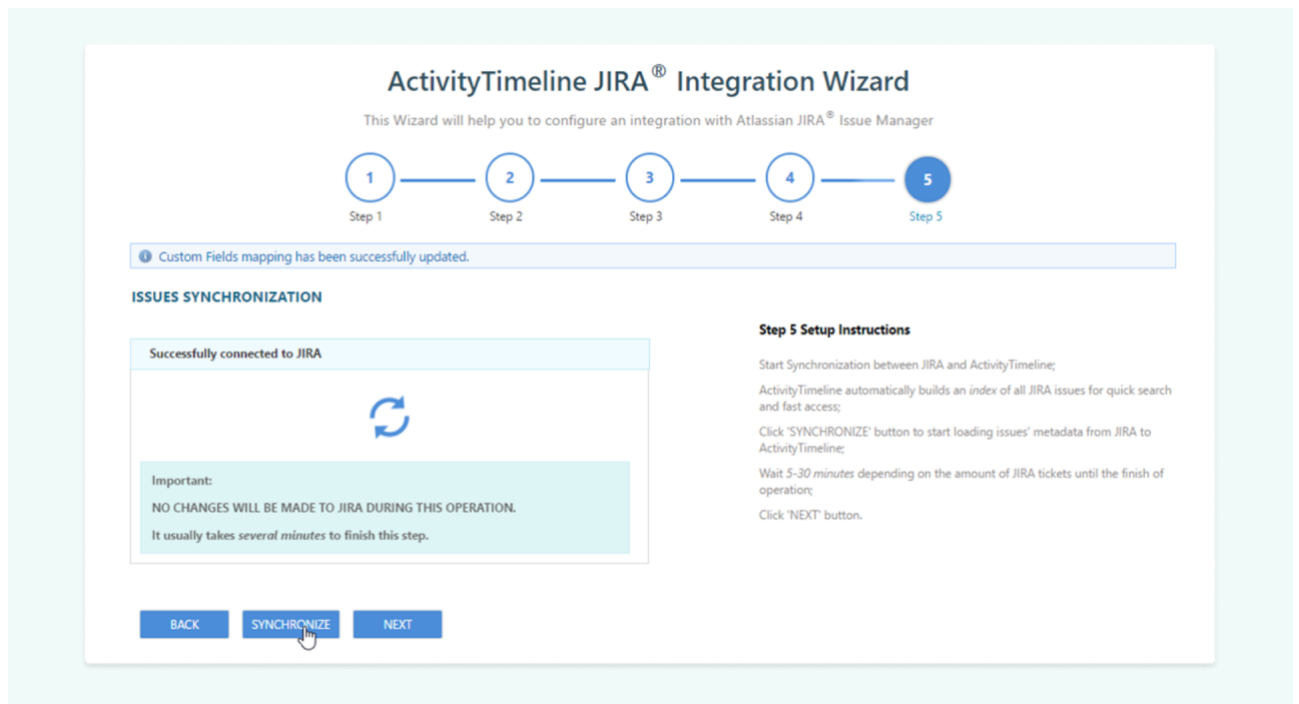 ActivityTimeline JIRA® Integration Wizard
This Wizard will help you to configure an integration with Atlassian JIRA® Issue Manager
1 2 3 4 5
Step 1 Step 2 Step 3 Step 4 Step 5
Custom Fields mapping has been successfully updated.
ISSUES SYNCHRONIZATION
Successfully connected to JIRA
Important:
NO CHANGES WILL BE MADE TO JIRA DURING THIS OPERATION.
It usually takes several minutes to finish this step.
Step 5 Setup Instructions
Start Synchronization between JIRA and ActivityTimeline;
ActivityTimeline automatically builds an index of all JIRA issues for quick search
and fast access;
Click 'SYNCHRONIZE' button to start loading issues' metadata from JIRA to
ActivityTimeline;
Wait 5-30 minutes depending on the amount of JIRA tickets until the finish of
operation;
Click 'NEXT' button.
BACK SYNCHRONIZE NEXT